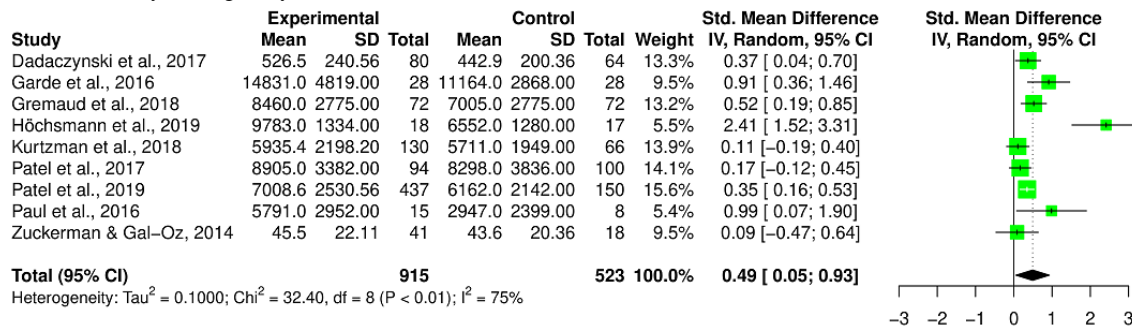 Experimental Control Std. Mean Difference Std. Mean Difference
Study Mean SD Total Mean SD Total Weight IV, Random, 95% CI IV, Random, 95% CI
Dadaczynski et al., 2017 526.5 240.56 80 442.9 200.36 64 13.3% 0.37 [ 0.04; 0.70]
Garde et al., 2016 14831.0 4819.00 28 11164.0 2868.00 28 9.5% 0.91 [ 0.36; 1.46]
Gremaud et al., 2018 8460.0 2775.00 72 7005.0 2775.00 72 13.2% 0.52 [ 0.19; 0.85]
Höchsmann et al., 2019 9783.0 1334.00 18 6552.0 1280.00 17 5.5% 2.41 [ 1.52; 3.31]
Kurtzman et al., 2018 5935.4 2198.20 130 5711.0 1949.00 66 13.9% 0.11 [−0.19; 0.40]
Patel et al., 2017 8905.0 3382.00 94 8298.0 3836.00 100 14.1% 0.17 [−0.12; 0.45]
Patel et al., 2019 7008.6 2530.56 437 6162.0 2142.00 150 15.6% 0.35 [ 0.16; 0.53]
Paul et al., 2016 5791.0 2952.00 15 2947.0 2399.00 8 5.4% 0.99 [ 0.07; 1.90]
Zuckerman & Gal−Oz, 2014 45.5 22.11 41 43.6 20.36 18 9.5% 0.09 [−0.47; 0.64]
Total (95% CI) 915 523 100.0% 0.49 [ 0.05; 0.93]
Heterogeneity: Tau² = 0.1000; Chi² = 32.40, df = 8 (P < 0.01); I² = 75%
−3 −2 −1 0 1 2 3